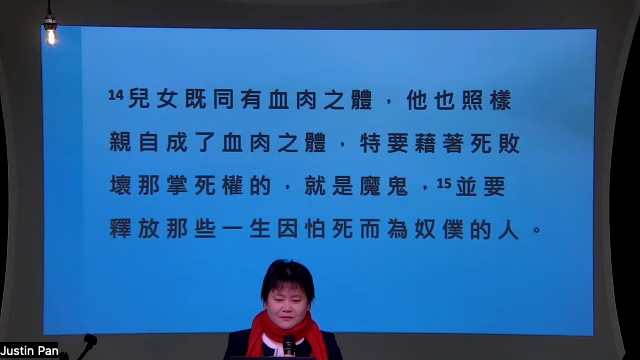 14兒女既同有血肉之體，他也照樣
親自成了血肉之體，特要藉著死敗
壞那掌死權的，就是魔鬼，15並要
釋放那些一生因怕死而為奴僕的人。
Justin Pan